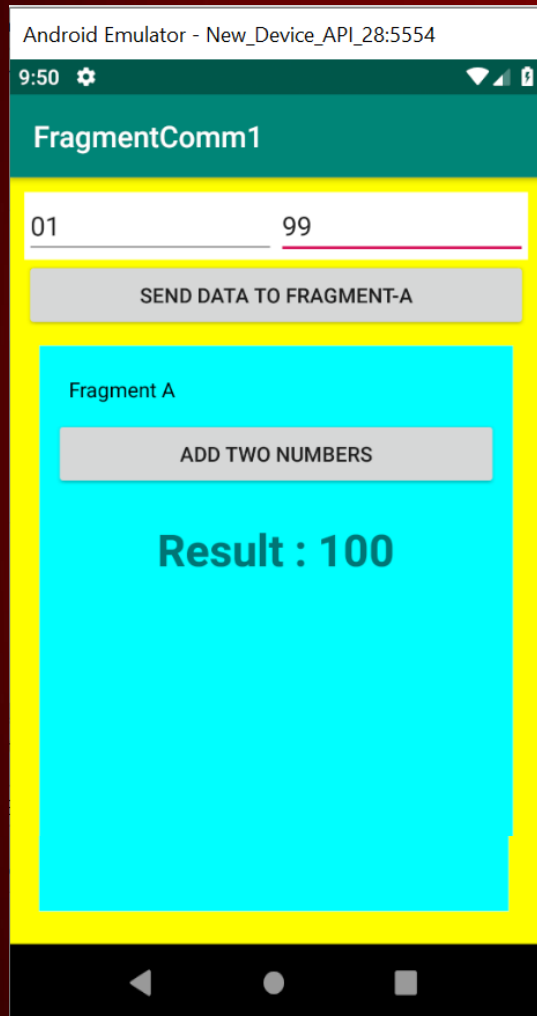 Android Emulator - New_Device_API_28:5554
9:50
FragmentComm1
01 99
SEND DATA TO FRAGMENT-A
Fragment A
ADD TWO NUMBERS
Result : 100